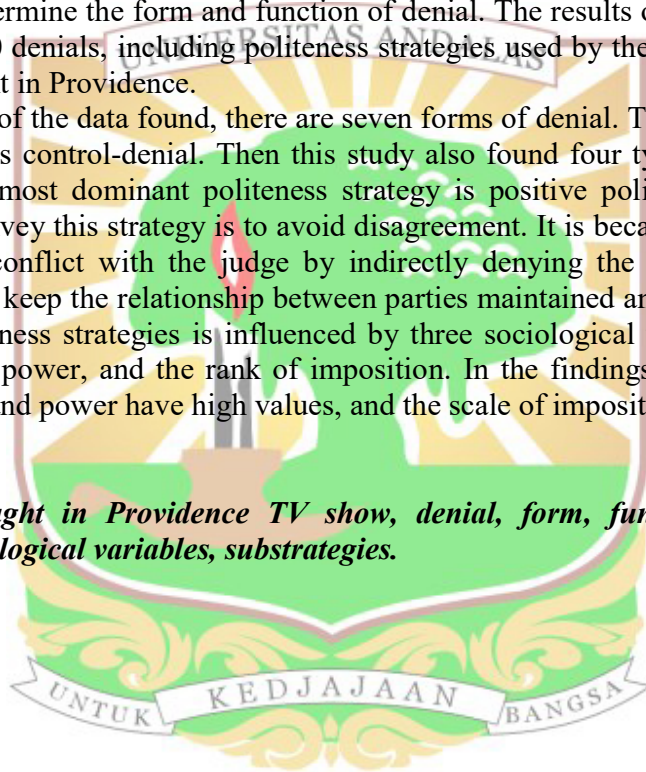 termine the form and function of denial. The results o
0 denials, including politeness strategies used by the
UNIVERSITAS ANDALAS
t in Providence.
of the data found, there are seven forms of denial. T
s control-denial. Then this study also found four ty
most dominant politeness strategy is positive poli
vey this strategy is to avoid disagreement. It is beca
conflict with the judge by indirectly denying the
keep the relationship between parties maintained an
ness strategies is influenced by three sociological
power, and the rank of imposition. In the findings
nd power have high values, and the scale of imposit
ught in Providence TV show, denial, form, fun
logical variables, substrategies.
UNTUK KEDJAJAAN BANGSA